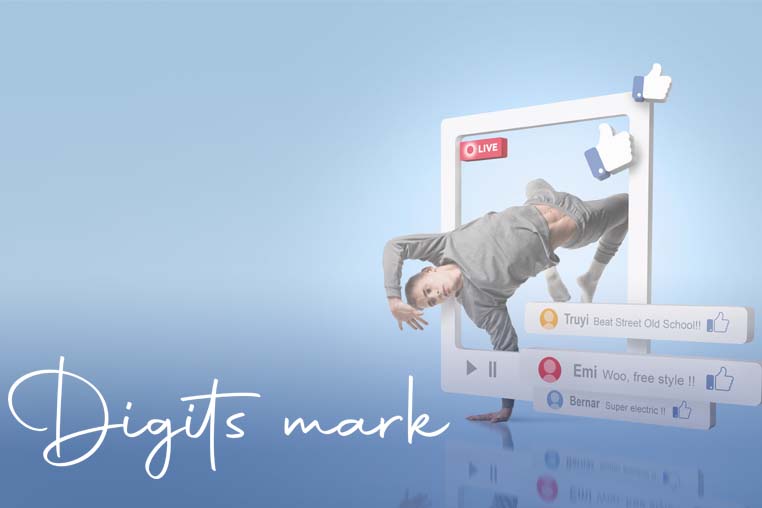 LIVE
Truyi Beat Street Old School!!
Emi Woo, free style !!
Bernar Super electric !!
Digits mark